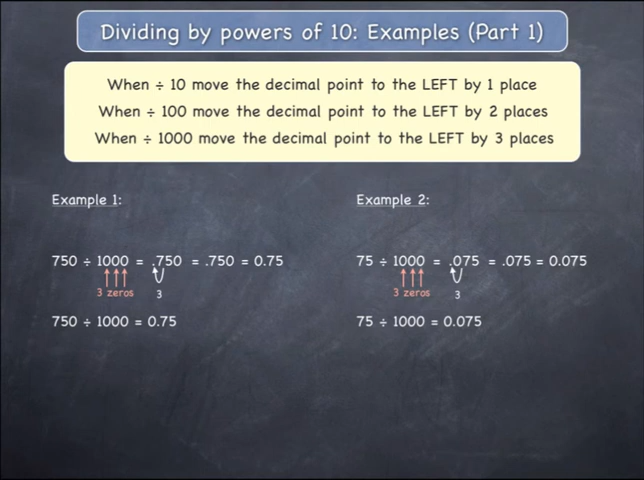 Dividing by powers of 10: Examples (Part 1)
When ÷ 10 move the decimal point to the LEFT by 1 place
When ÷ 100 move the decimal point to the LEFT by 2 places
When ÷ 1000 move the decimal point to the LEFT by 3 places
Example 1:
750 ÷ 1000 = .750 = .750 = 0.75
3 zeros 3
750 ÷ 1000 = 0.75
Example 2:
75 ÷ 1000 = .075 = .075 = 0.075
3 zeros 3
75 ÷ 1000 = 0.075